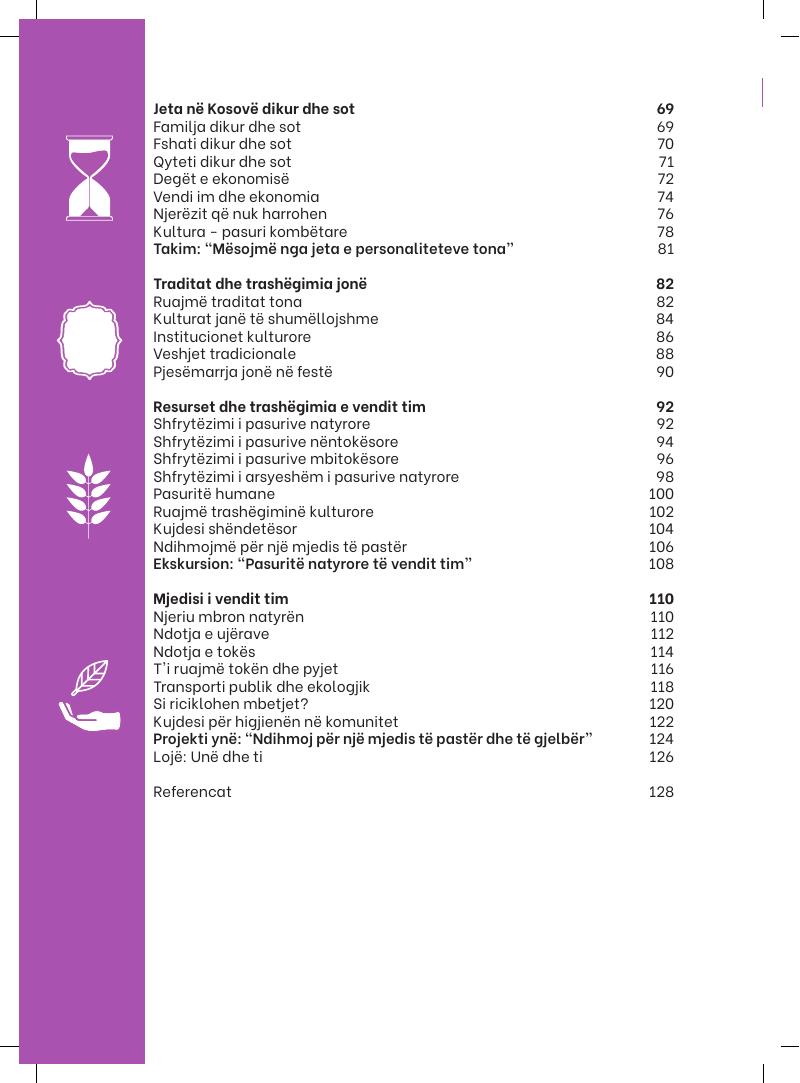 Jeta në Kosovë dikur dhe sot 69
Familja dikur dhe sot 69
Fshati dikur dhe sot 70
Qyteti dikur dhe sot 71
Degët e ekonomisë 72
Vendi im dhe ekonomia 74
Njerëzit që nuk harrohen 76
Kultura - pasuri kombëtare 78
Takim: “Mësojmë nga jeta e personaliteteve tona” 81
Traditat dhe trashëgimia jonë 82
Ruajmë traditat tona 82
Kulturat janë të shumëllojshme 84
Institucionet kulturore 86
Veshjet tradicionale 88
Pjesëmarrja jonë në festë 90
Resurset dhe trashëgimia e vendit tim 92
Shfrytëzimi i pasurive natyrore 92
Shfrytëzimi i pasurive nëntokësore 94
Shfrytëzimi i pasurive mbitokësore 96
Shfrytëzimi i arsyeshëm i pasurive natyrore 98
Pasuritë humane 100
Ruajmë trashëgiminë kulturore 102
Kujdesi shëndetësor 104
Ndihmojmë për një mjedis të pastër 106
Ekskursion: “Pasuritë natyrore të vendit tim” 108
Mjedisi i vendit tim 110
Njeriu mbron natyrën 110
Ndotja e ujërave 112
Ndotja e tokës 114
T'i ruajmë tokën dhe pyjet 116
Transporti publik dhe ekologjik 118
Si riciklohen mbetjet? 120
Kujdesi për higjienën në komunitet 122
Projekti ynë: “Ndihmoj për një mjedis të pastër dhe të gjelbër” 124
Lojë: Unë dhe ti 126
Referencat 128